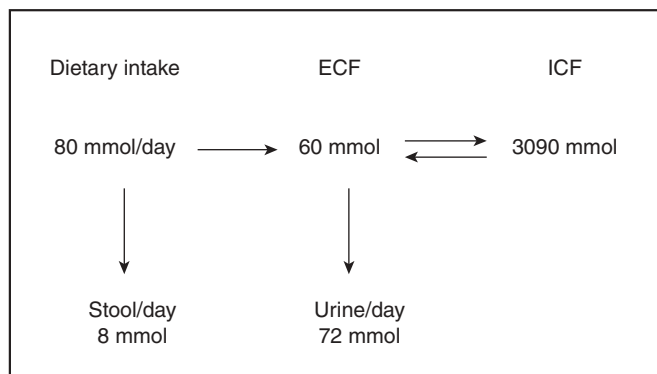 Dietary intake ECF ICF
80 mmol/day 60 mmol 3090 mmol
Stool/day Urine/day
8 mmol 72 mmol